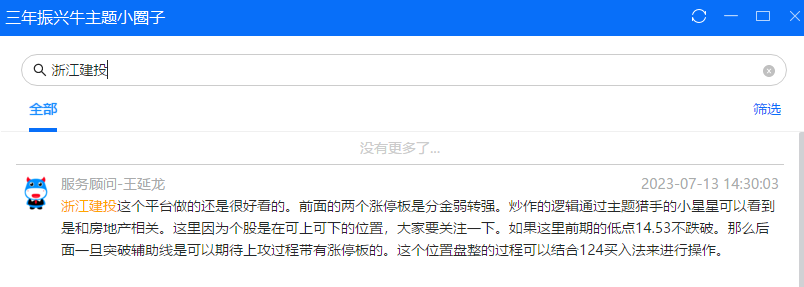 三年振兴牛主题小圈子
浙江建投
全部
筛选
没有更多了...
服务顾问-王延龙
2023-07-13 14:30:03
浙江建投这个平台做的还是很好看的。前面的两个涨停板是分金弱转强。炒作的逻辑通过主题猎手的小星星可以看到
是和房地产相关。这里因为个股是在可上可下的位置，大家要关注一下。如果这里前期的低点14.53不跌破。那么后
面一旦突破辅助线是可以期待上攻过程带有涨停板的。这个位置盘整的过程可以结合124买入法来进行操作。